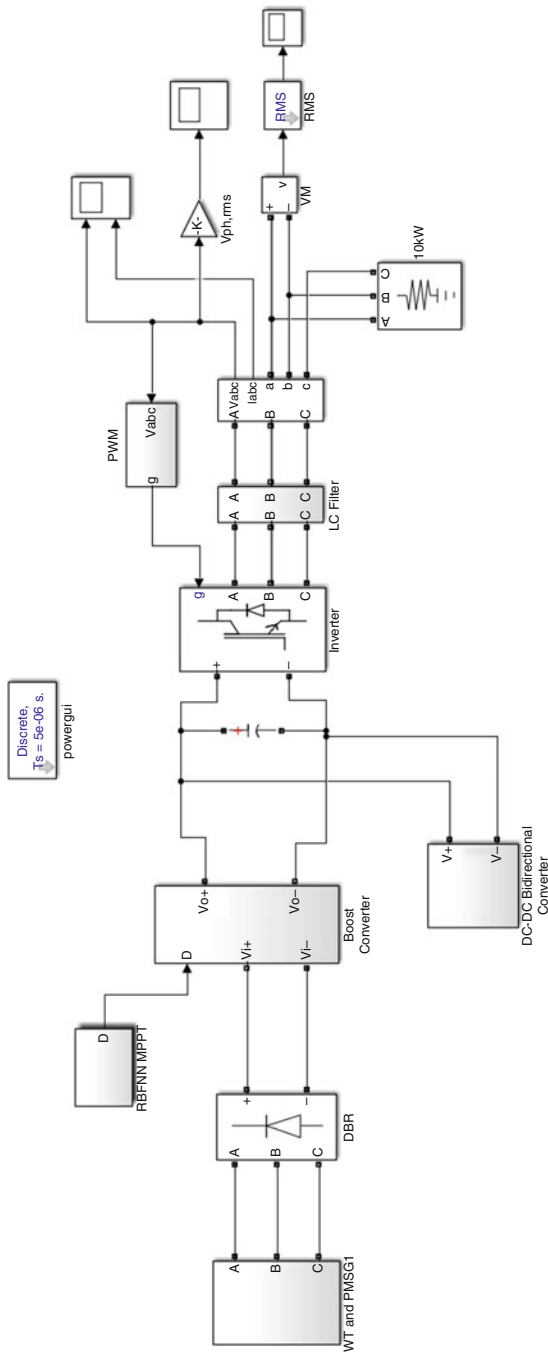 Discrete,
Ts = 5e-06 s.
powergui
WT and PMSG1
A
B
C
A
B
C
+
−
DBR
D
RBFNN MPPT
D
Vi+
Vi−
Vo+
Vo−
Boost
Converter
V+
V−
DC-DC Bidirectional
Converter
+
+
−
g
A
B
C
Inverter
PWM
g
Vabc
A A
B B
C C
LC Filter
A Vabc
Iabc
B
C
a
b
c
-K-
Vph,rms
+
−
v
VM
RMS
RMS
A
B
C
10kW